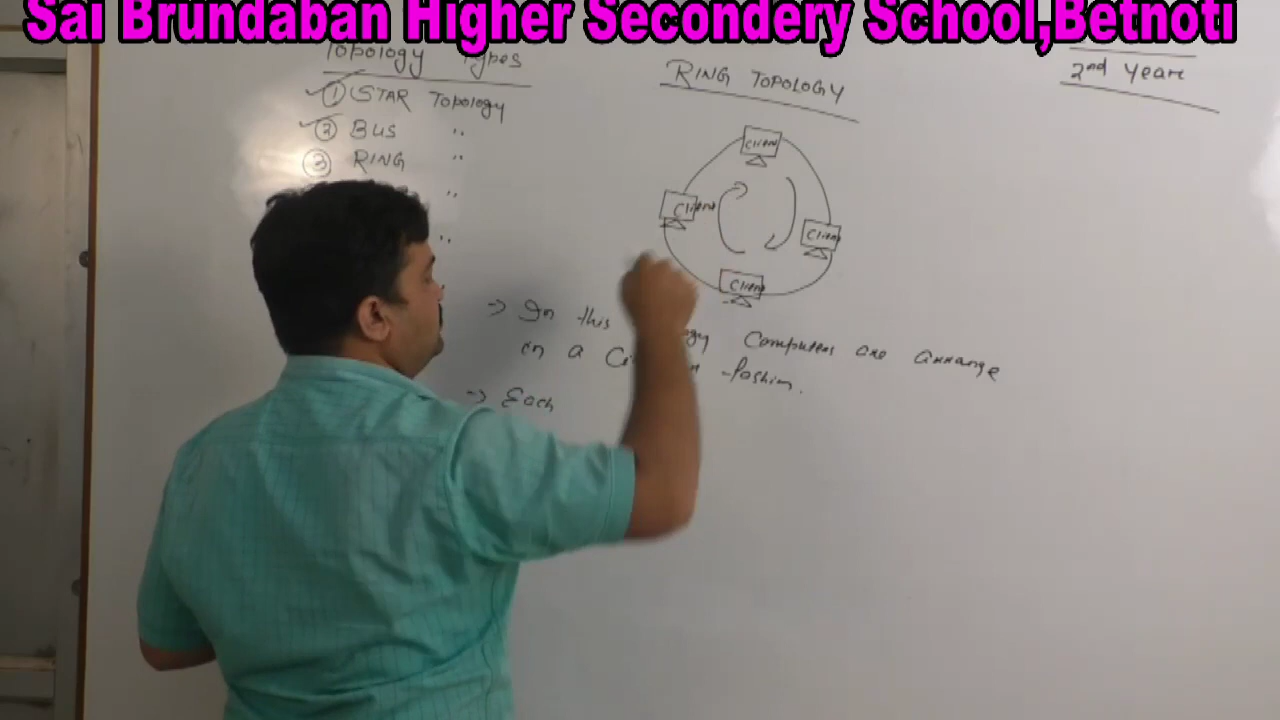 Sai Brundaban Higher Secondery School,Betnoti
Topology Types
① STAR Topology
② BUS "
③ RING "
"
"
RING TOPOLOGY
2nd Year
Client
Client
Client
Client
→ In this Computers are arrange
in a fashion.
→ Each